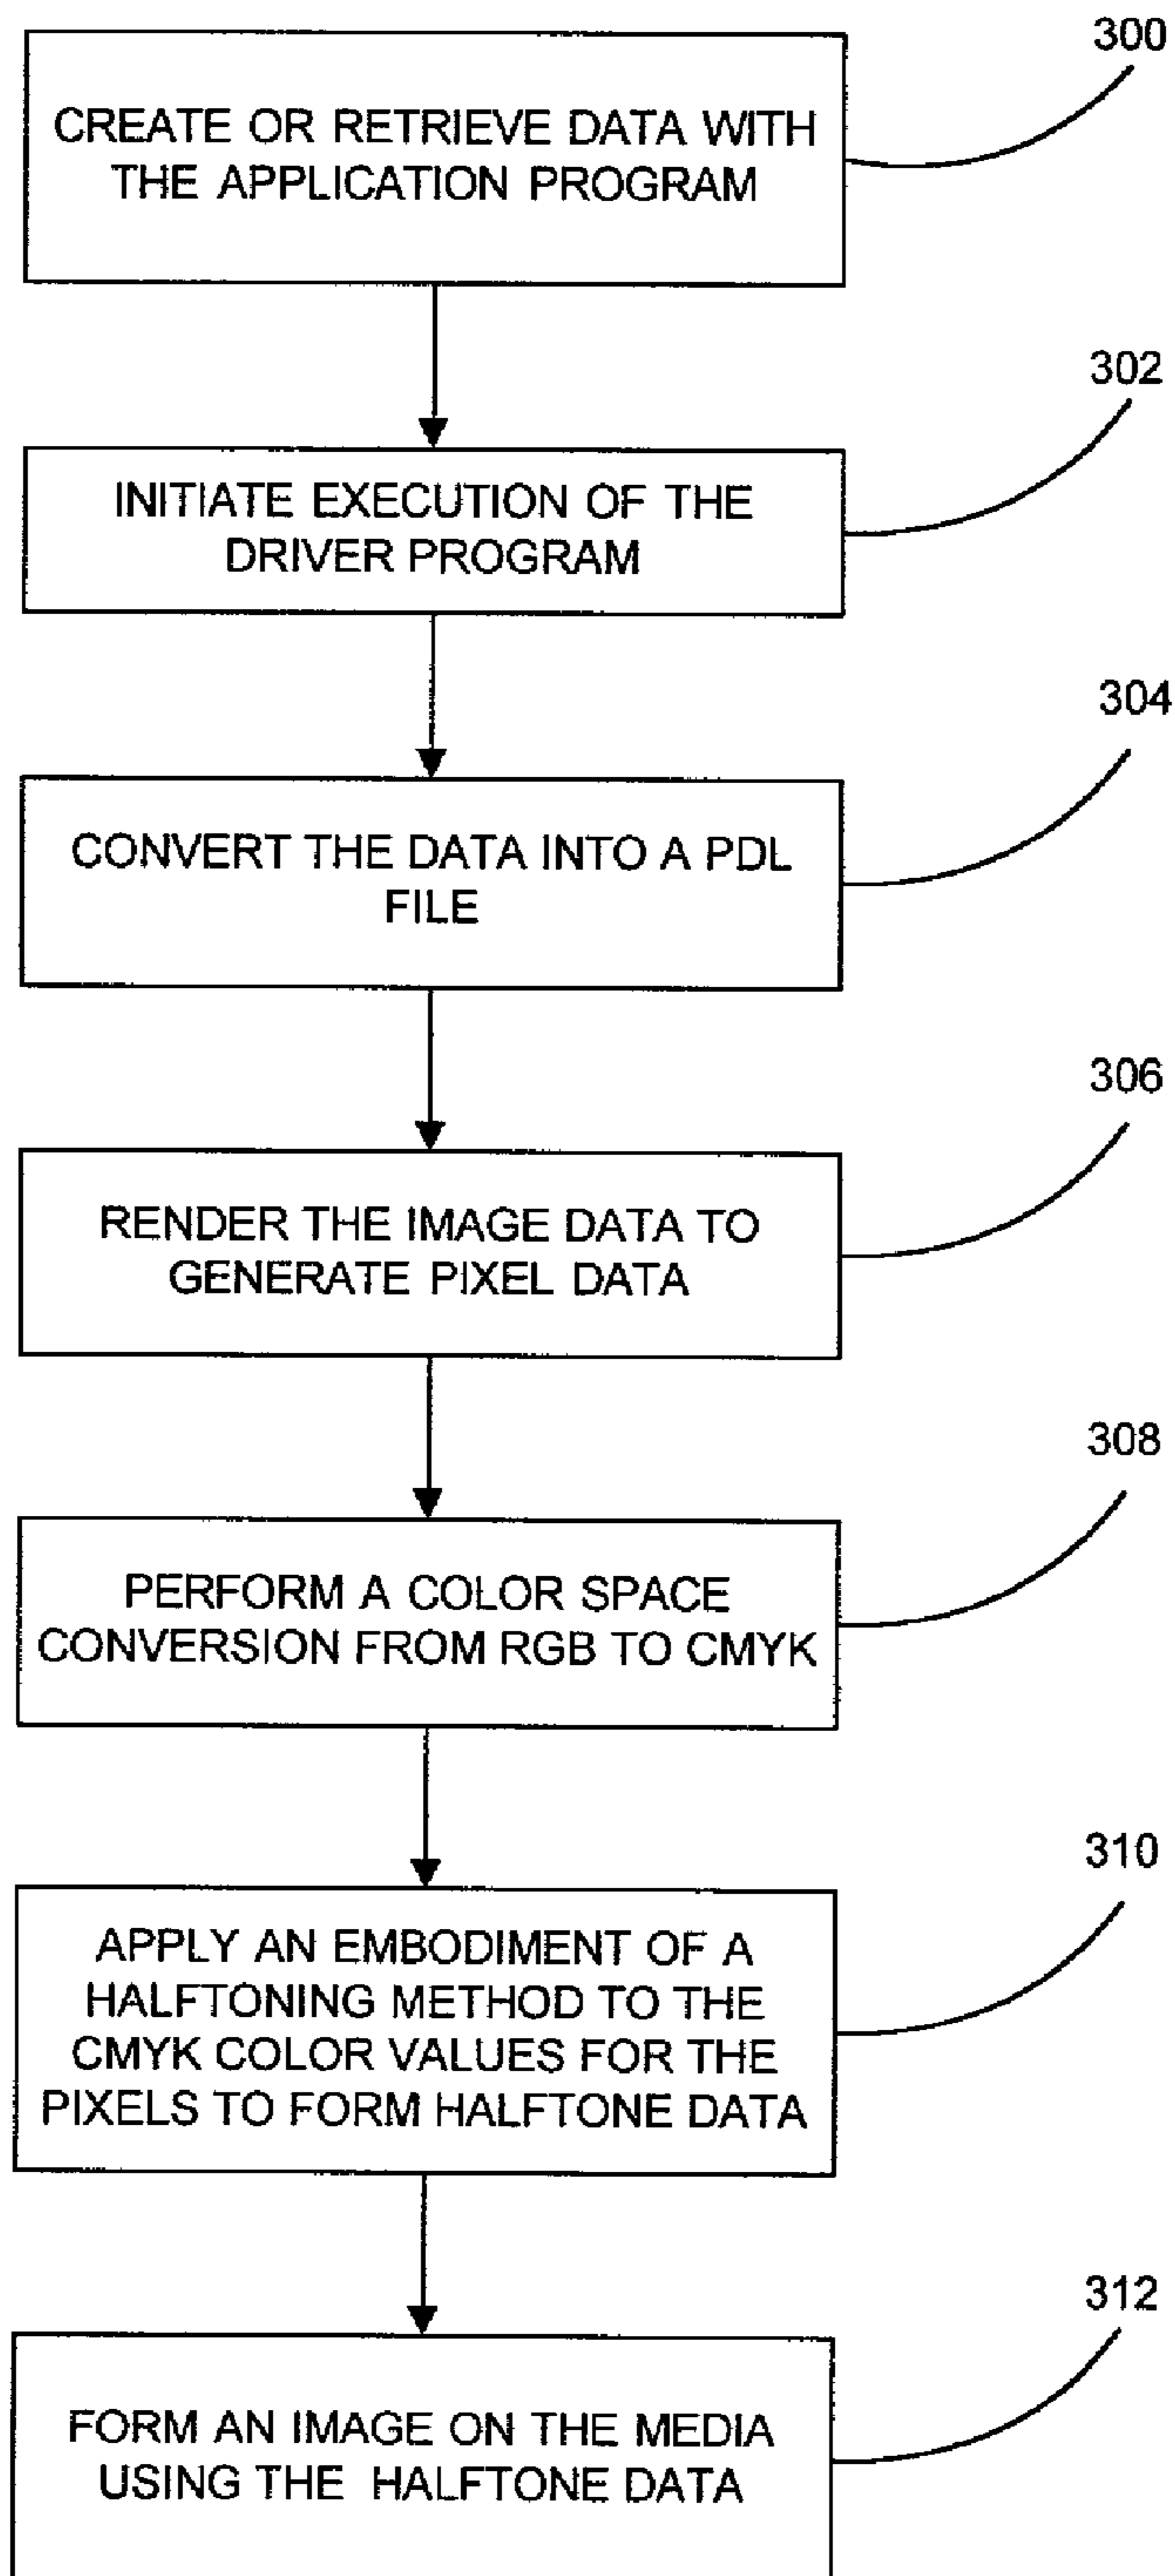 300
CREATE OR RETRIEVE DATA WITH
THE APPLICATION PROGRAM
302
INITIATE EXECUTION OF THE
DRIVER PROGRAM
304
CONVERT THE DATA INTO A PDL
FILE
306
RENDER THE IMAGE DATA TO
GENERATE PIXEL DATA
308
PERFORM A COLOR SPACE
CONVERSION FROM RGB TO CMYK
310
APPLY AN EMBODIMENT OF A
HALFTONING METHOD TO THE
CMYK COLOR VALUES FOR THE
PIXELS TO FORM HALFTONE DATA
312
FORM AN IMAGE ON THE MEDIA
USING THE HALFTONE DATA